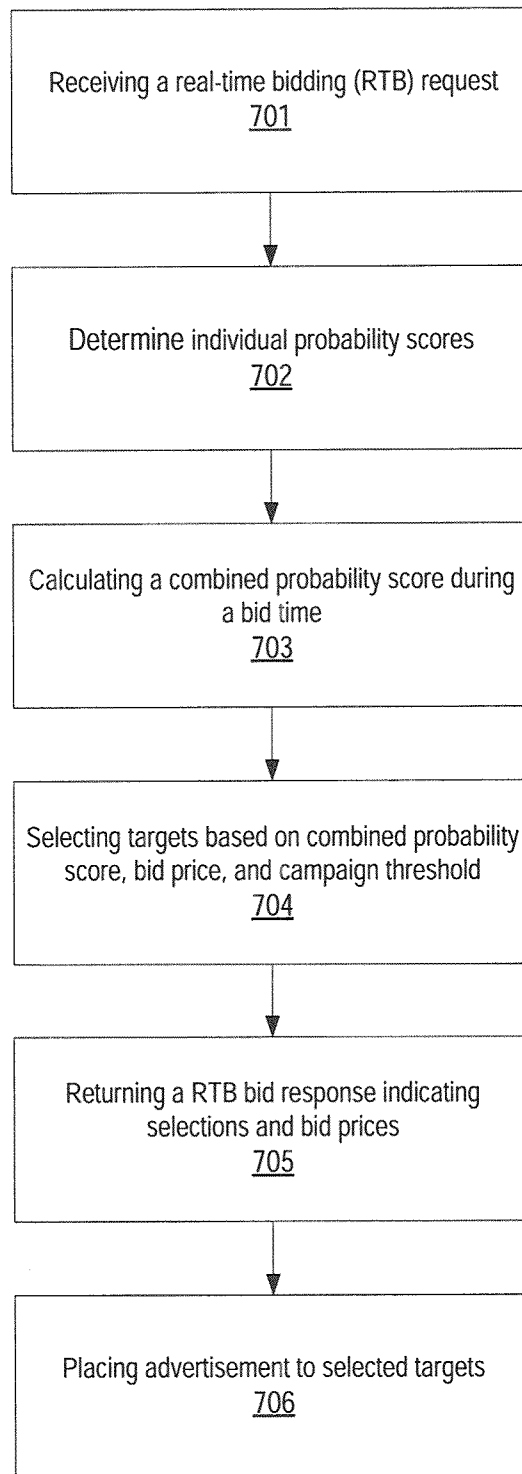 Receiving a real-time bidding (RTB) request
701
Determine individual probability scores
702
Calculating a combined probability score during
a bid time
703
Selecting targets based on combined probability
score, bid price, and campaign threshold
704
Returning a RTB bid response indicating
selections and bid prices
705
Placing advertisement to selected targets
706